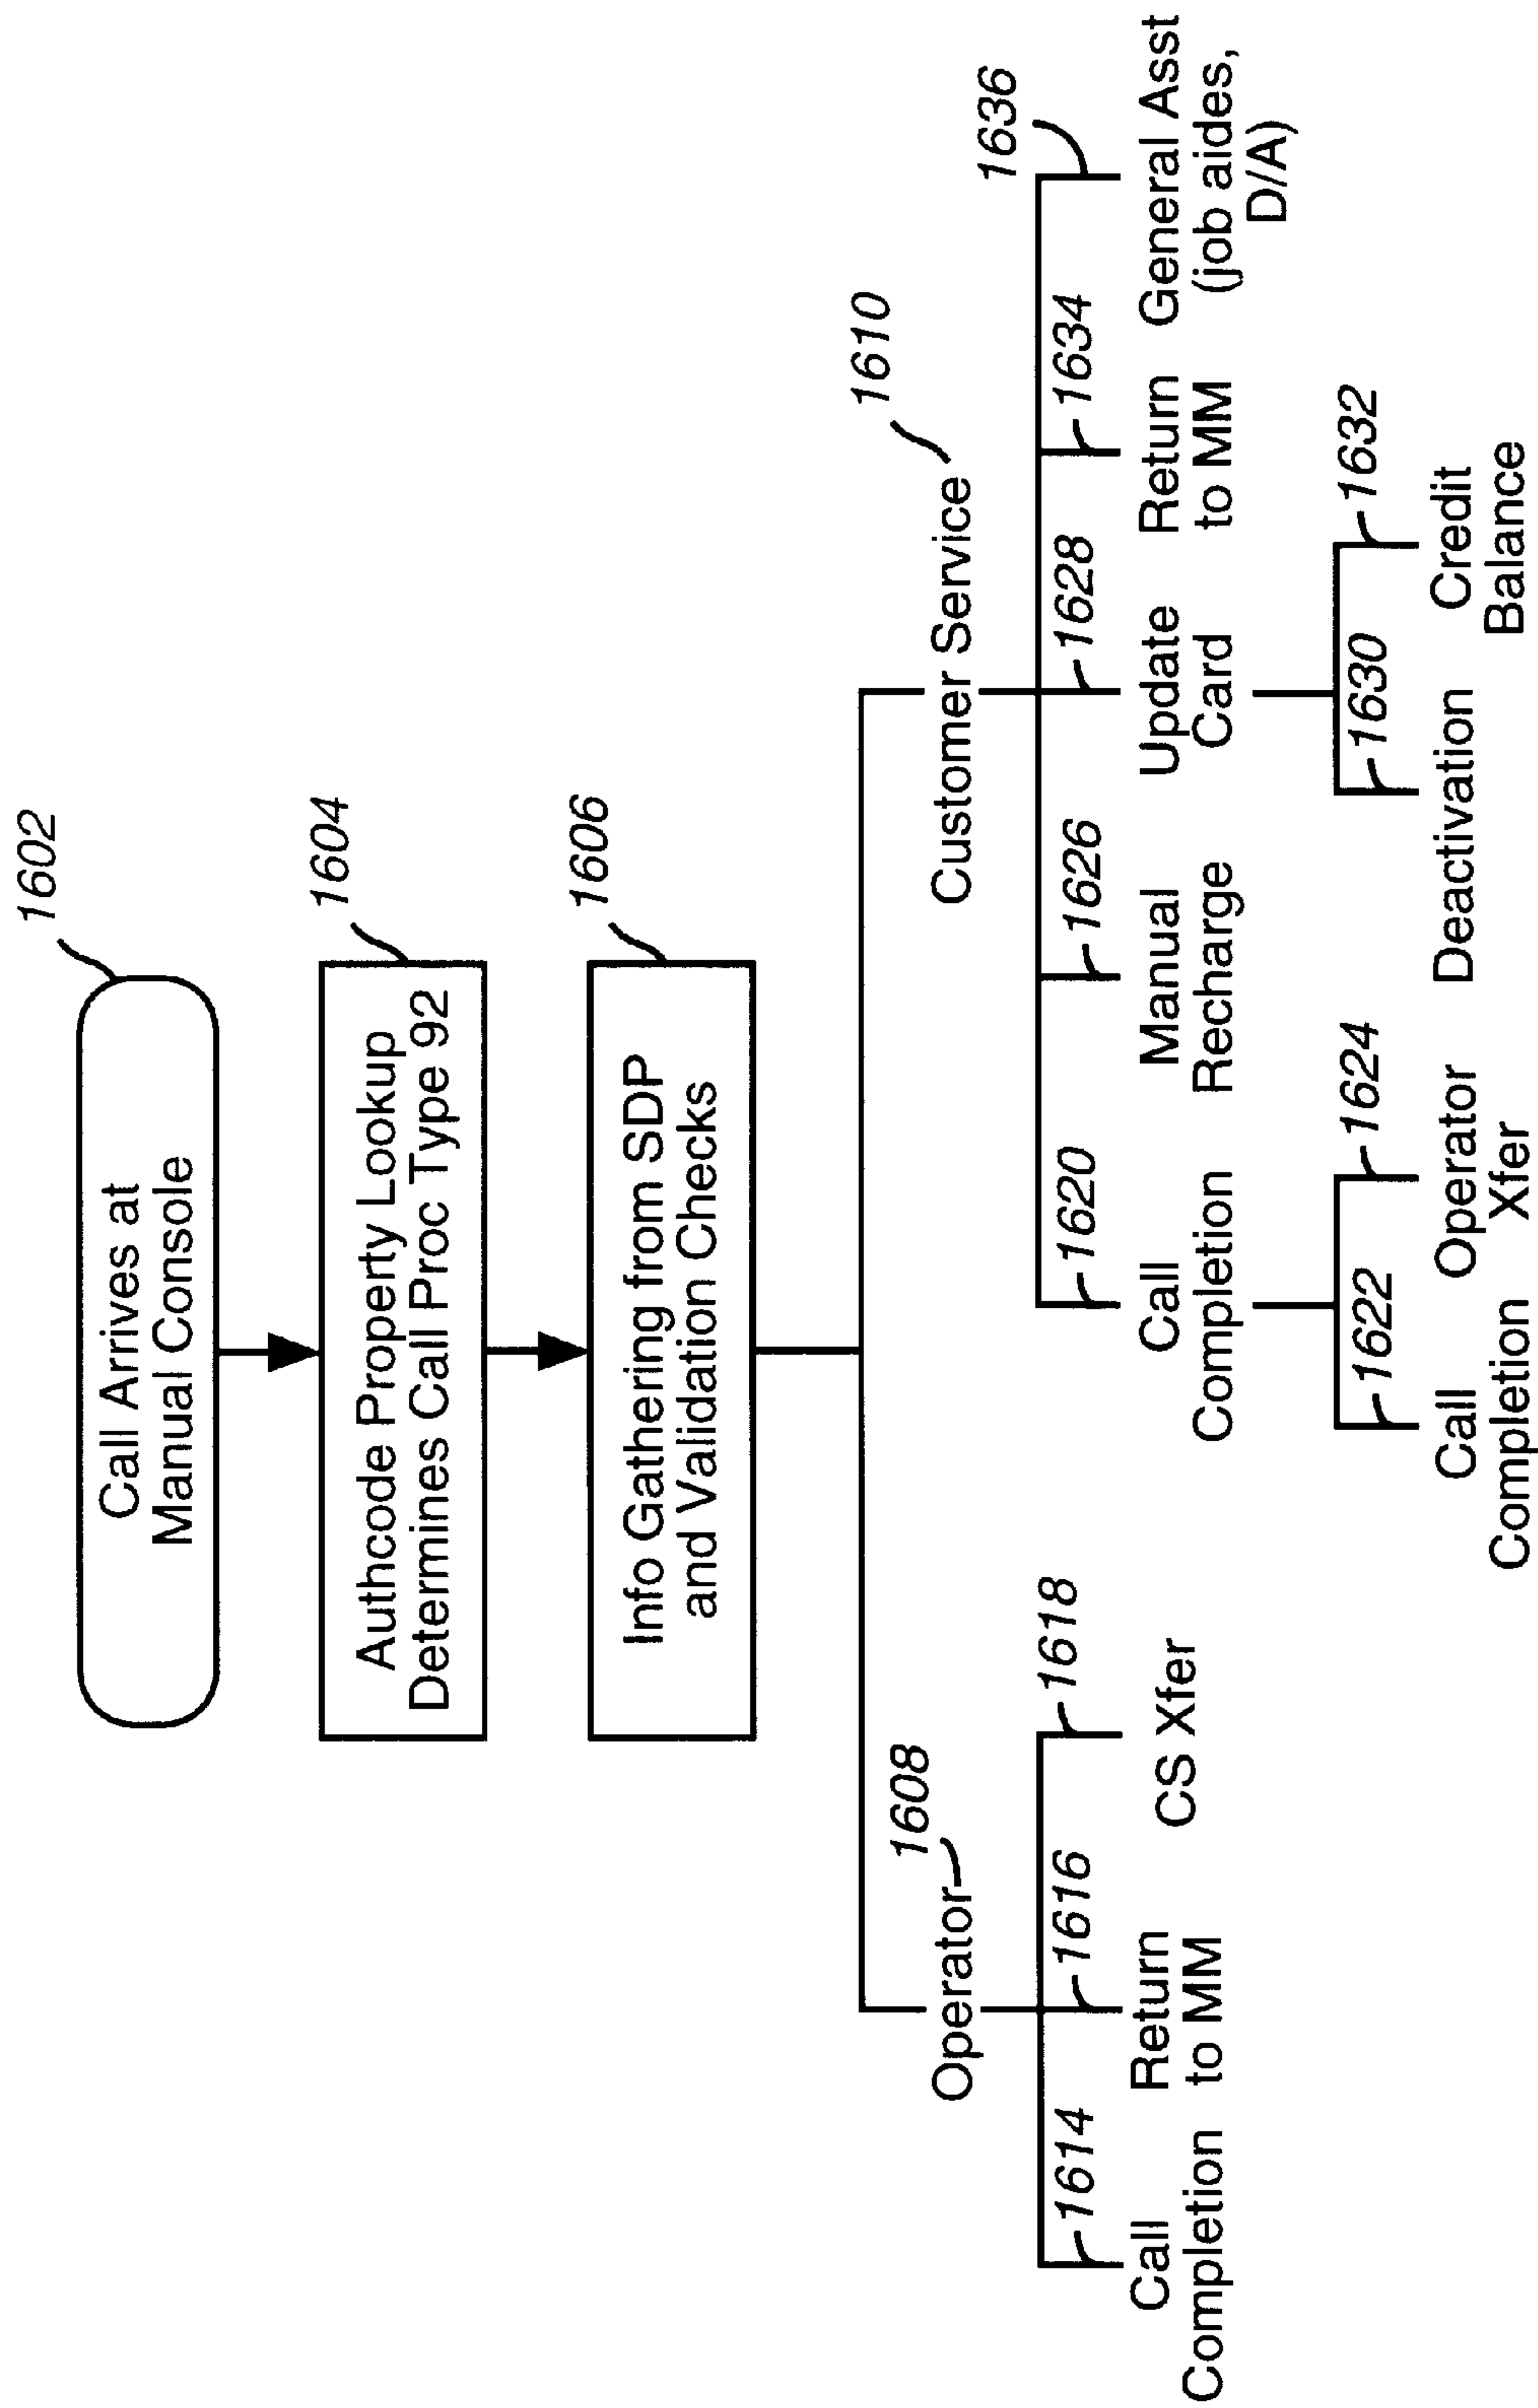 1602
Call Arrives at
Manual Console
1604
Authcode Property Lookup
Determines Call Proc Type 92
1606
Info Gathering from SDP
and Validation Checks
1608
Operator
1610
Customer Service
1614
Call
Completion
1616
Return
to MM
1618
CS Xfer
1620
Call
Completion
1626
Manual
Recharge
1628
Update
Card
1634
Return
to MM
1636
General Asst
(job aides,
D/A)
1622
Call
Completion
1624
Operator
Xfer
1630
Deactivation
1632
Credit
Balance